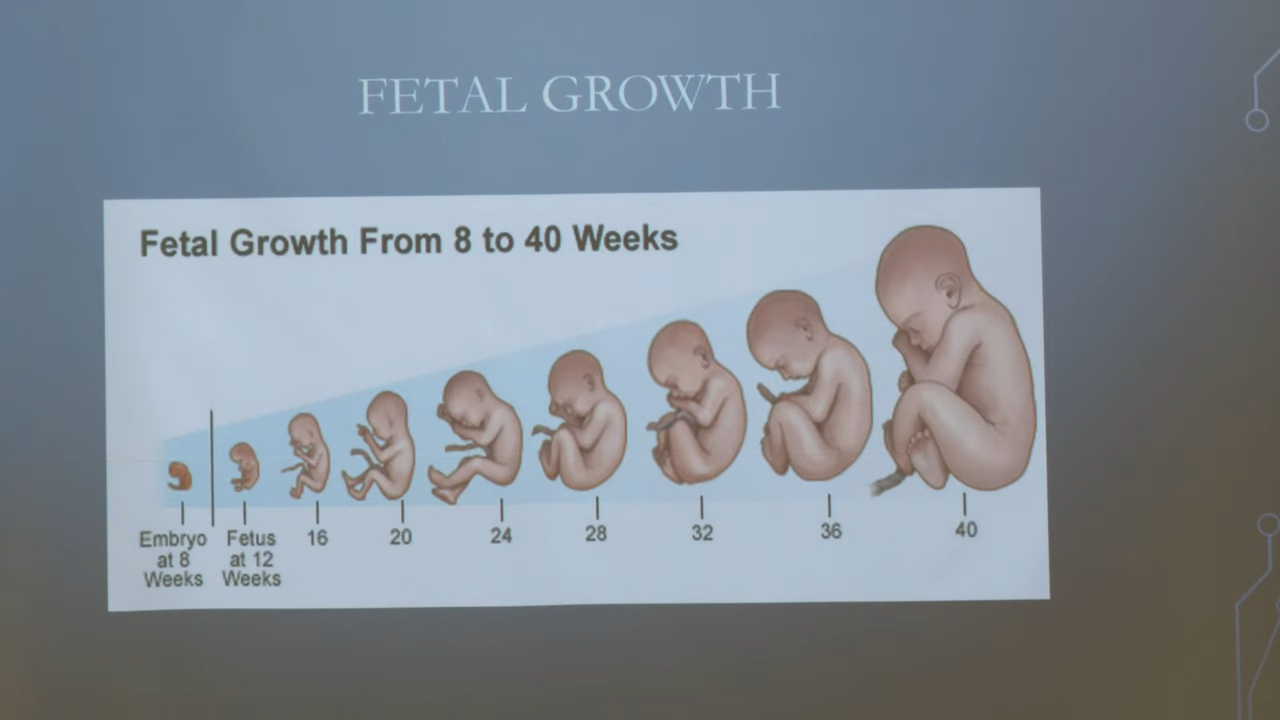 FETAL GROWTH
Fetal Growth From 8 to 40 Weeks
Embryo
at 8
Weeks
Fetus
at 12
Weeks
16
20
24
28
32
36
40